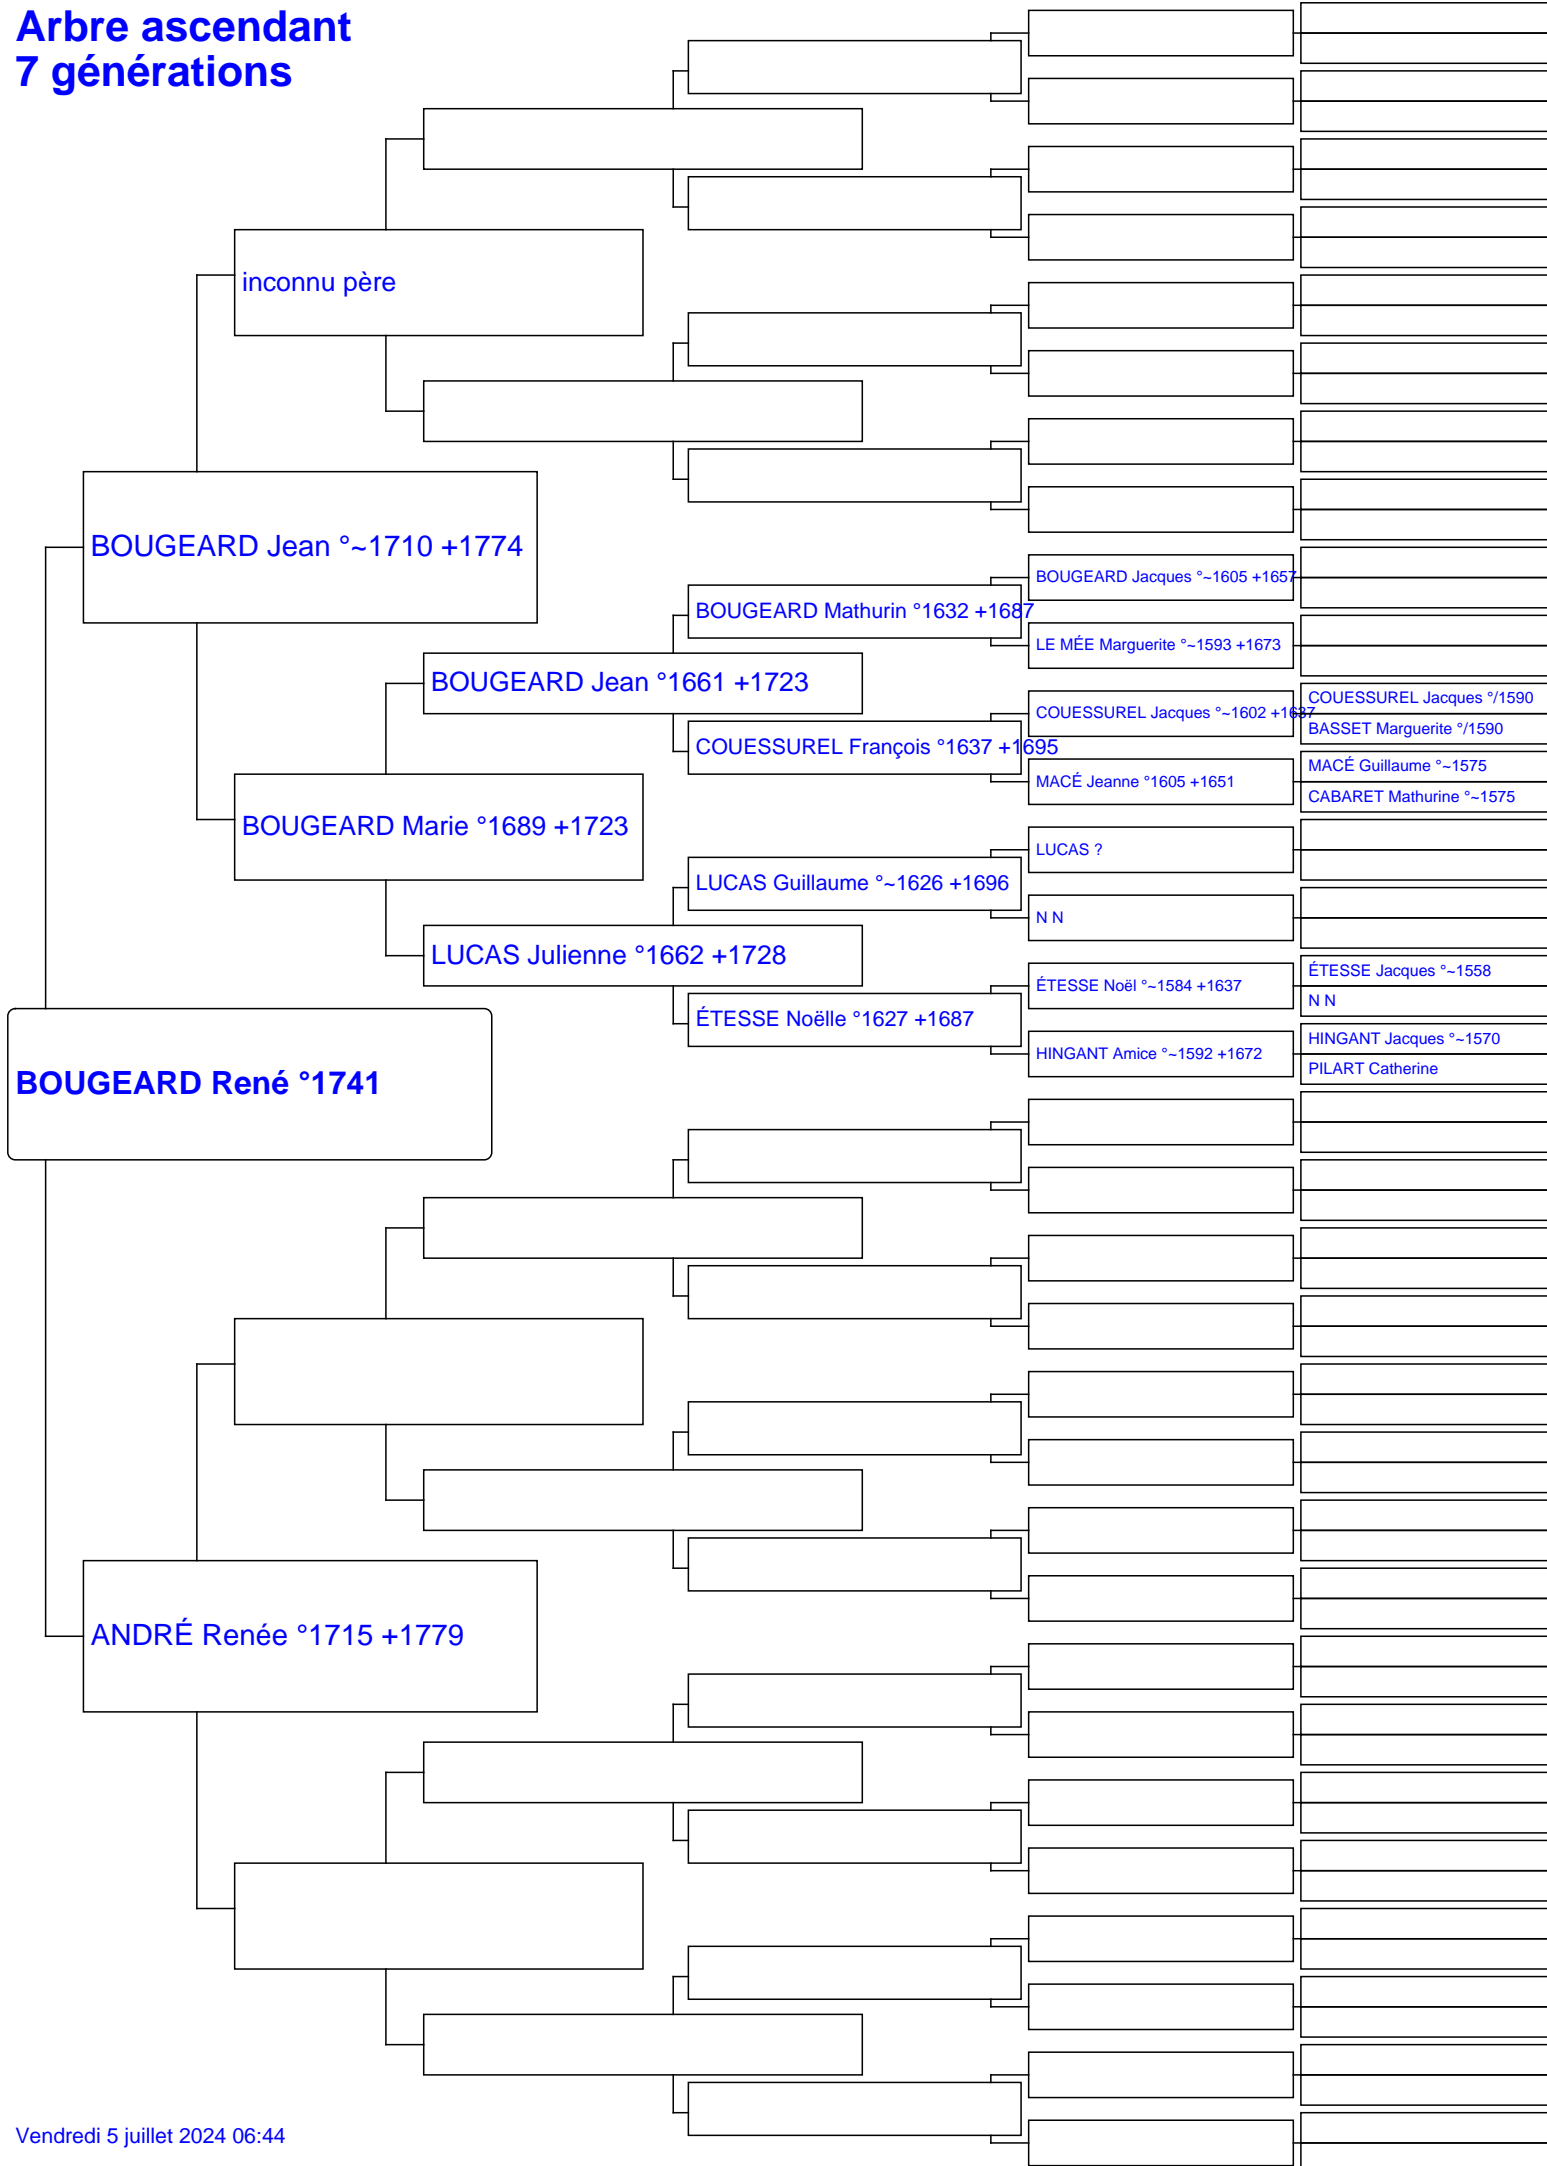 Arbre ascendant
7 générations
inconnu père
BOUGEARD Jean °~1710 +1774
BOUGEARD Jacques °~1605 +1657
BOUGEARD Mathurin °1632 +1687
LE MÉE Marguerite °~1593 +1673
BOUGEARD Jean °1661 +1723
COUESSUREL Jacques °/1590
COUESSUREL Jacques °~1602 +1637
BASSET Marguerite °/1590
COUESSUREL François °1637 +1695
MACÉ Guillaume °~1575
MACÉ Jeanne °1605 +1651
CABARET Mathurine °~1575
BOUGEARD Marie °1689 +1723
LUCAS ?
LUCAS Guillaume °~1626 +1696
N N
LUCAS Julienne °1662 +1728
ÉTESSE Jacques °~1558
ÉTESSE Noël °~1584 +1637
N N
ÉTESSE Noëlle °1627 +1687
HINGANT Jacques °~1570
HINGANT Amice °~1592 +1672
PILART Catherine
BOUGEARD René °1741
ANDRÉ Renée °1715 +1779
Vendredi 5 juillet 2024 06:44